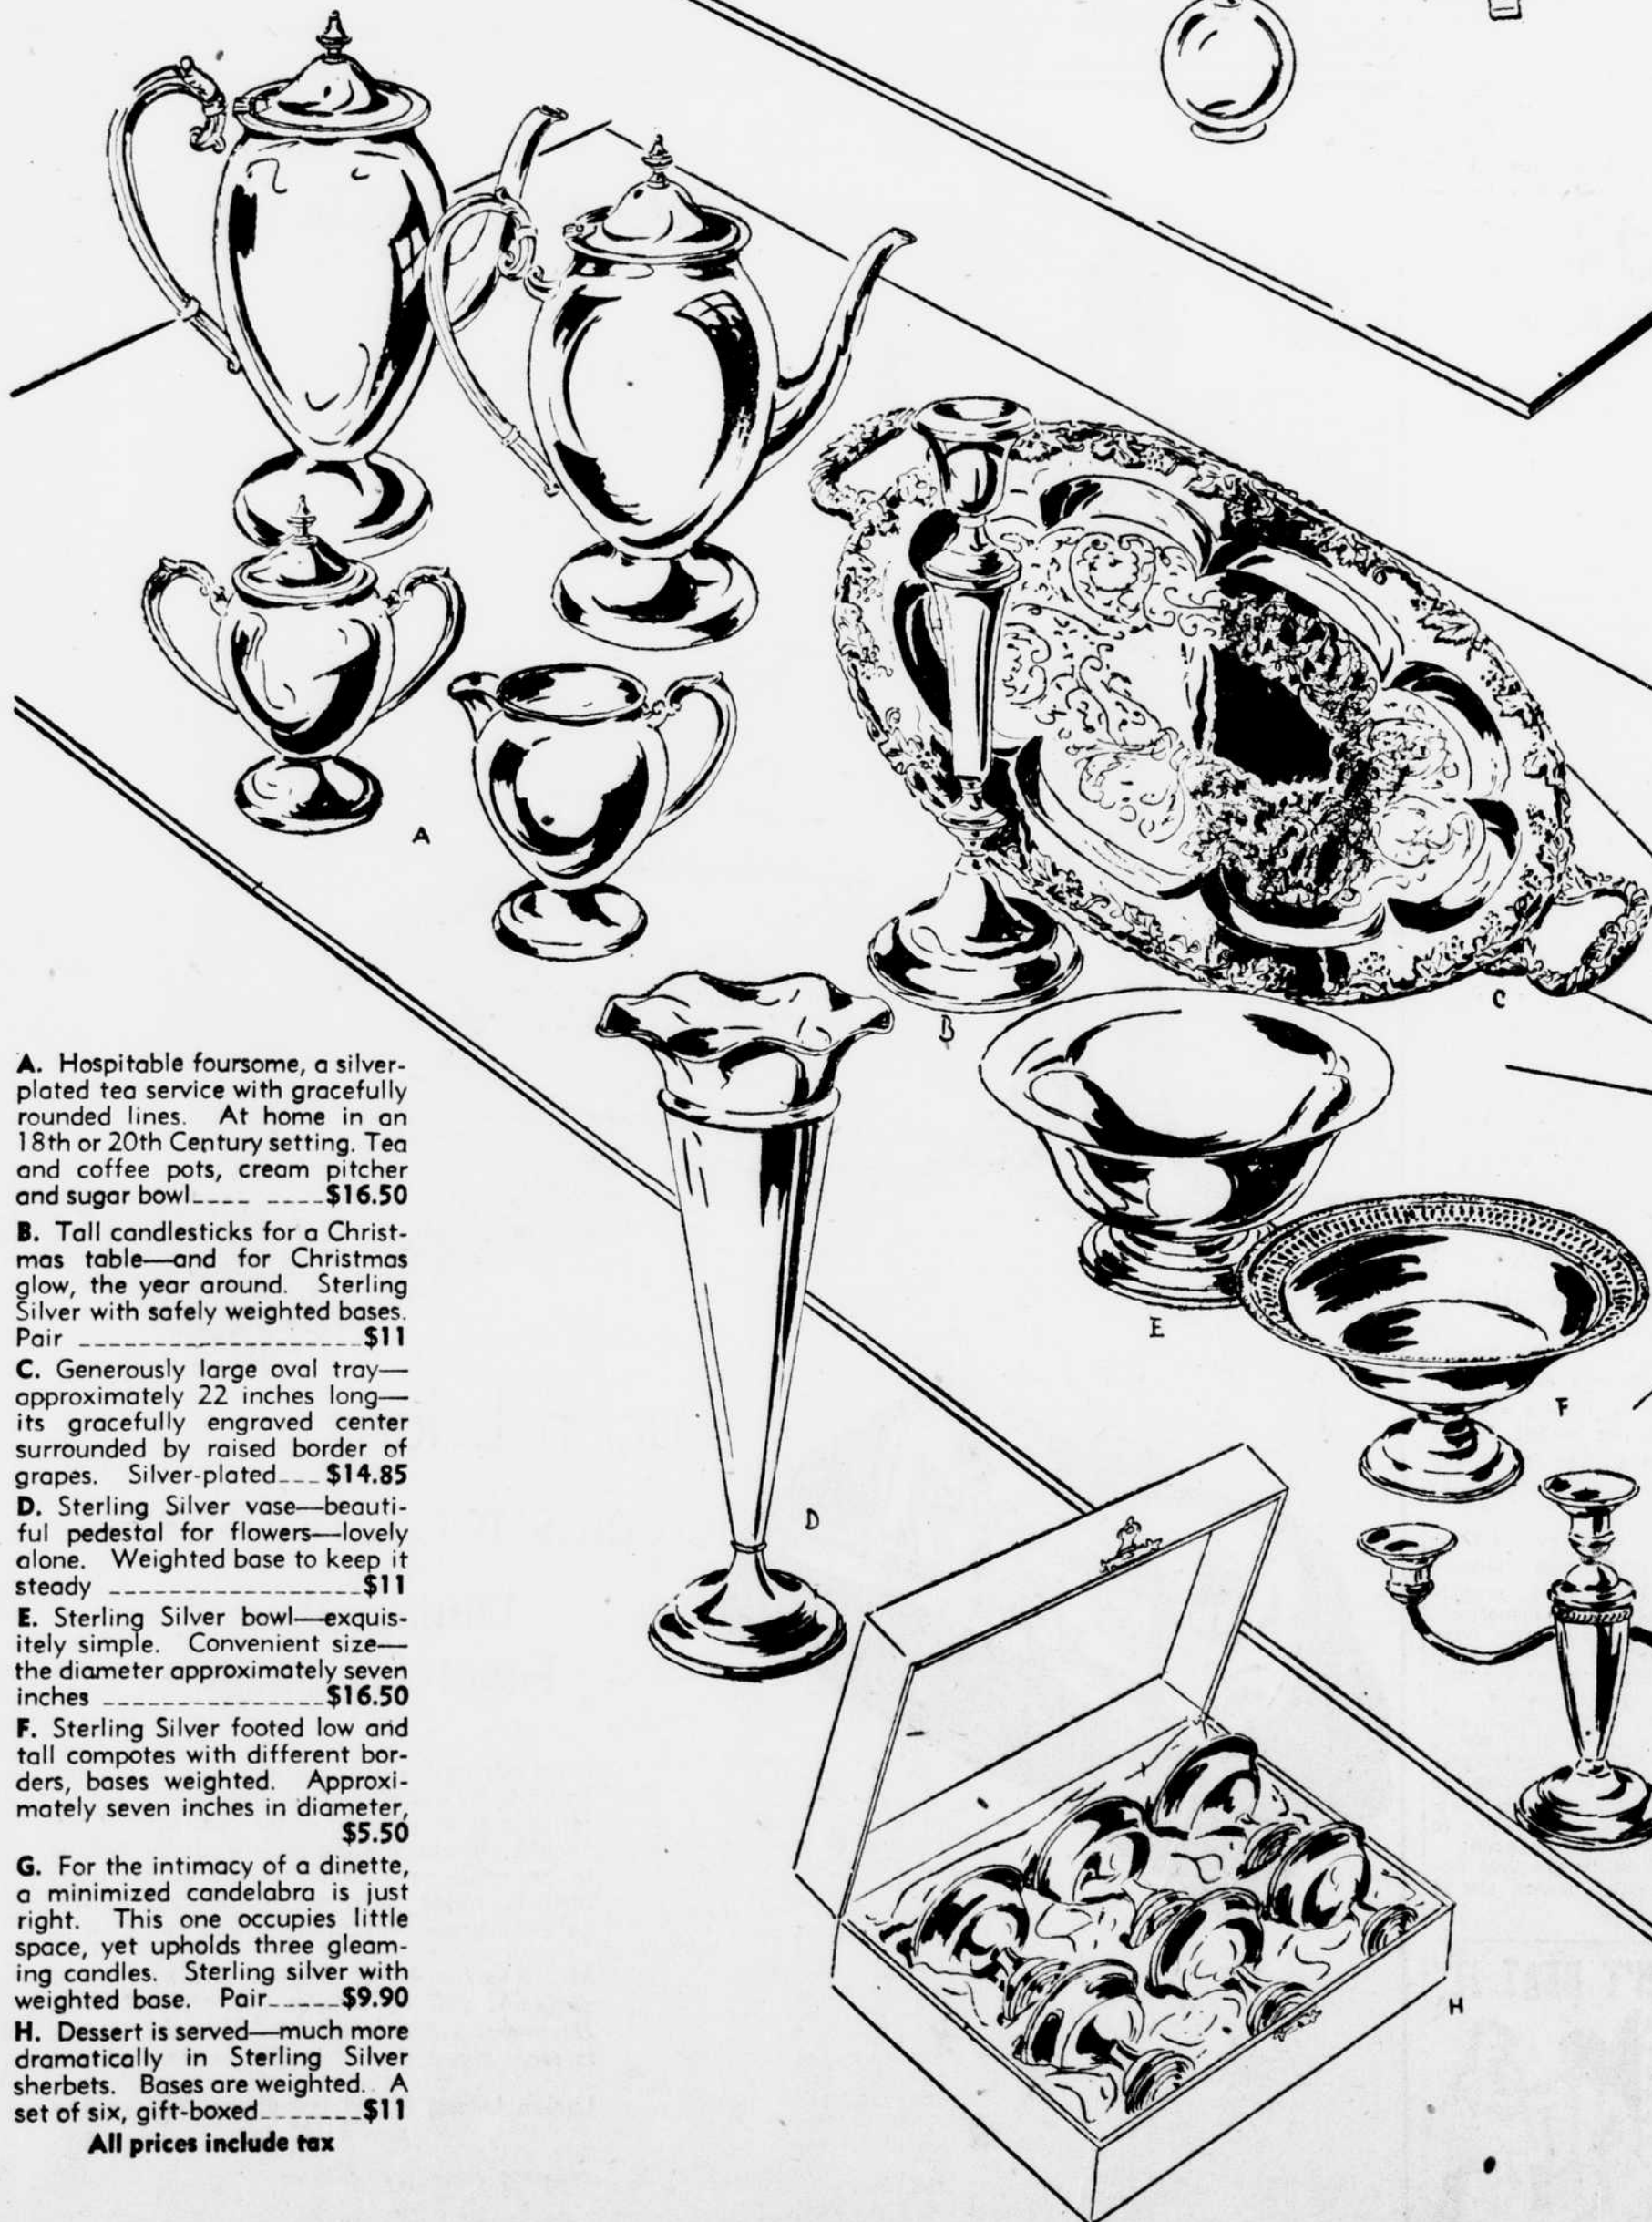 A. Hospitable foursome, a silver-
plated tea service with gracefully
rounded lines. At home in an
18th or 20th Century setting. Tea
and coffee pots, cream pitcher
and sugar bowl____ ____$16.50
B. Tall candlesticks for a Christ-
mas table—and for Christmas
glow, the year around. Sterling
Silver with safely weighted bases.
Pair ___________________$11
C. Generously large oval tray—
approximately 22 inches long—
its gracefully engraved center
surrounded by raised border of
grapes. Silver-plated___$14.85
D. Sterling Silver vase—beauti-
ful pedestal for flowers—lovely
alone. Weighted base to keep it
steady _________________$11
E. Sterling Silver bowl—exquis-
itely simple. Convenient size—
the diameter approximately seven
inches _______________$16.50
F. Sterling Silver footed low and
tall compotes with different bor-
ders, bases weighted. Approxi-
mately seven inches in diameter,
$5.50
G. For the intimacy of a dinette,
a minimized candelabra is just
right. This one occupies little
space, yet upholds three gleam-
ing candles. Sterling silver with
weighted base. Pair_____$9.90
H. Dessert is served—much more
dramatically in Sterling Silver
sherbets. Bases are weighted. A
set of six, gift-boxed_______$11
All prices include tax
A
B
C
D
E
F
H